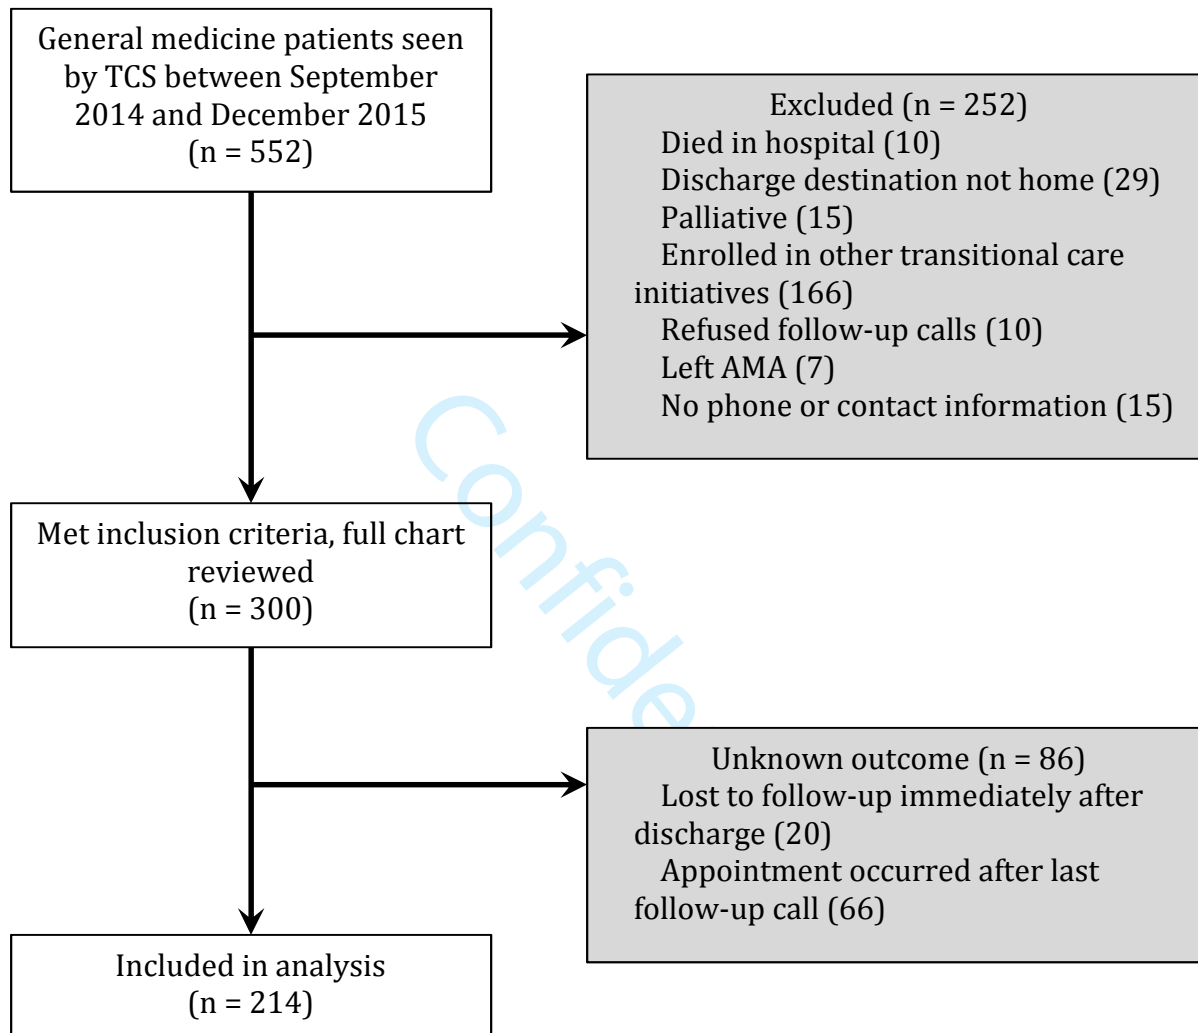 General medicine patients seen
by TCS between September
2014 and December 2015
(n = 552)
Excluded (n = 252)
Died in hospital (10)
Discharge destination not home (29)
Palliative (15)
Enrolled in other transitional care
initiatives (166)
Refused follow-up calls (10)
Left AMA (7)
No phone or contact information (15)
Met inclusion criteria, full chart
reviewed
(n = 300)
Confide
Unknown outcome (n = 86)
Lost to follow-up immediately after
discharge (20)
Appointment occurred after last
follow-up call (66)
Included in analysis
(n = 214)